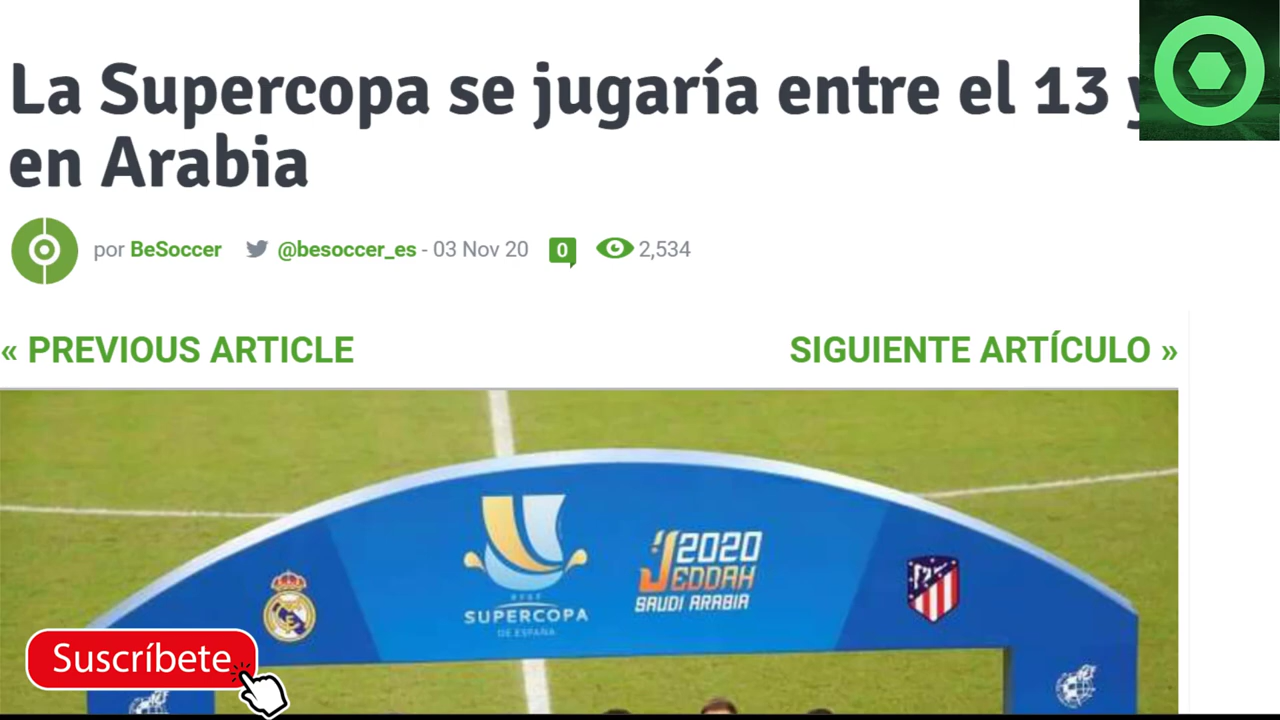 La Supercopa se jugaría entre el 13 y
en Arabia
por BeSoccer @besoccer_es - 03 Nov 20 0 2,534
« PREVIOUS ARTICLE SIGUIENTE ARTÍCULO »
2020
JEDDAH
SAUDI ARABIA
SUPERCOPA
DE ESPAÑA
Suscríbete